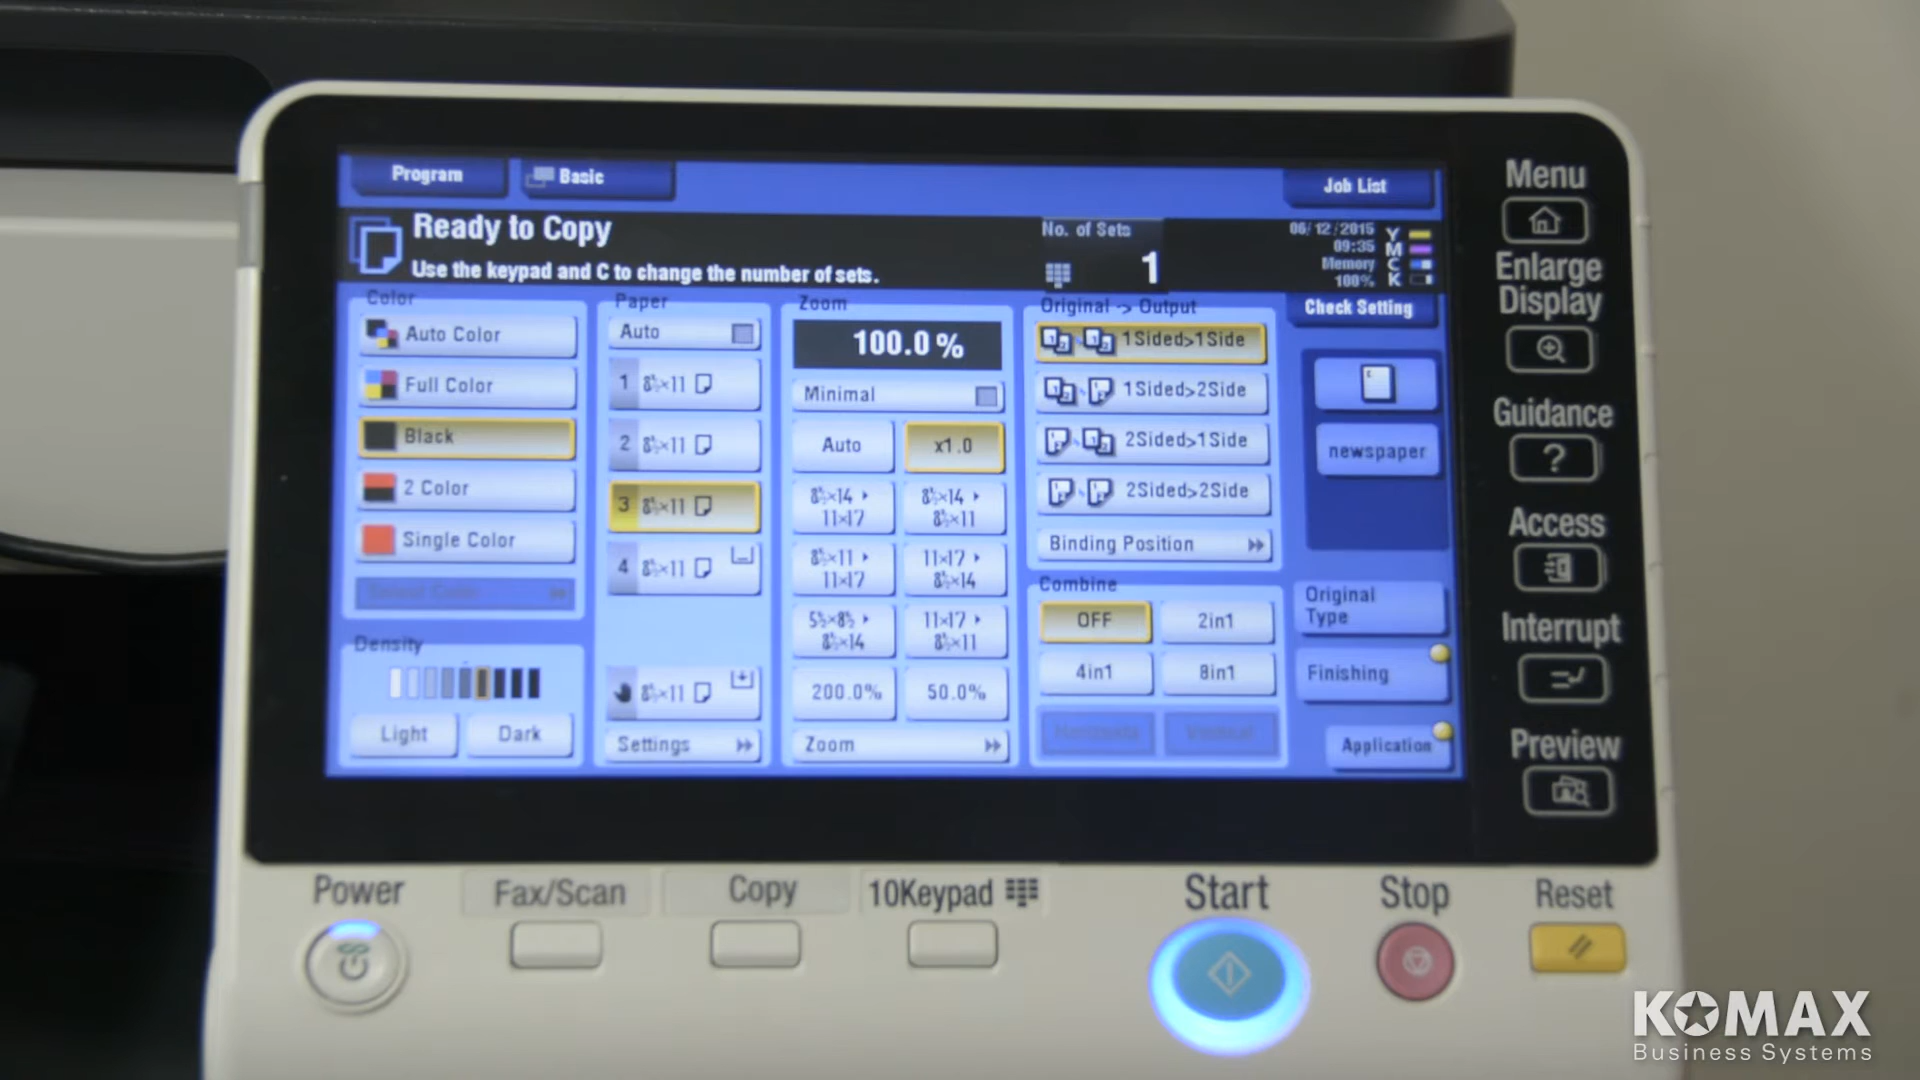 Program
Basic
Job List
Ready to Copy
Use the keypad and C to change the number of sets.
No. of Sets
1
06/12/2015
09:35
Memory
100%
Y
M
C
K
Color
Auto Color
Full Color
Black
2 Color
Single Color
Density
Light
Dark
Paper
Auto
1 8½×11
2 8½×11
3 8½×11
4 8½×11
8½×11
Settings
Zoom
100.0%
Minimal
Auto
x1.0
8½×14
11×17
8½×14
8½×11
8½×11
11×17
11×17
8½×14
5½×8½
8½×14
11×17
8½×11
200.0%
50.0%
Zoom
Original -> Output
1Sided>1Side
1Sided>2Side
2Sided>1Side
2Sided>2Side
Binding Position
Combine
OFF
2in1
4in1
8in1
Check Setting
newspaper
Original
Type
Finishing
Application
Menu
Enlarge
Display
Guidance
?
Access
Interrupt
Preview
Power
Fax/Scan
Copy
10Keypad
Start
Stop
Reset
KOMAX
Business Systems